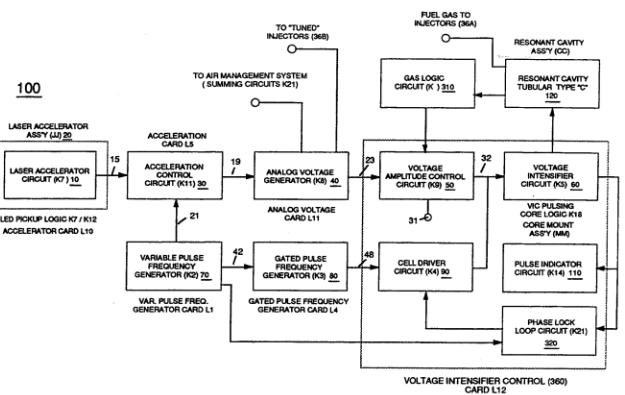 FUEL GAS TO
INJECTORS (36A)
TO "TUNED"
INJECTORS (36B)
RESONANT CAVITY
ASS'Y (CC)
TO AIR MANAGEMENT SYSTEM
( SUMMING CIRCUITS K21)
GAS LOGIC
CIRCUIT (K ) 310
RESONANT CAVITY
TUBULAR TYPE "C"
120
100
LASER ACCELERATOR
ASS'Y (JJ) 20
ACCELERATION
CARD L5
LASER ACCELERATOR
CIRCUIT (K7 ) 10
15
ACCELERATION
CONTROL
CIRCUIT (K11) 30
19
ANALOG VOLTAGE
GENERATOR (K8) 40
23
VOLTAGE
AMPLITUDE CONTROL
CIRCUIT (K9) 50
32
VOLTAGE
INTENSIFIER
CIRCUIT (K5) 60
LED PICKUP LOGIC K7 / K12
ACCELERATOR CARD L10
21
ANALOG VOLTAGE
CARD L11
31
VIC PULSING
CORE LOGIC K18
CORE MOUNT
ASS'Y (MM)
VARIABLE PULSE
FREQUENCY
GENERATOR (K2) 70
42
GATED PULSE
FREQUENCY
GENERATOR (K3) 80
48
CELL DRIVER
CIRCUIT (K4) 90
PULSE INDICATOR
CIRCUIT (K14) 110
VAR. PULSE FREQ.
GENERATOR CARD L1
GATED PULSE FREQUENCY
GENERATOR CARD L4
PHASE LOCK
LOOP CIRCUIT (K21)
320
VOLTAGE INTENSIFIER CONTROL (360)
CARD L12